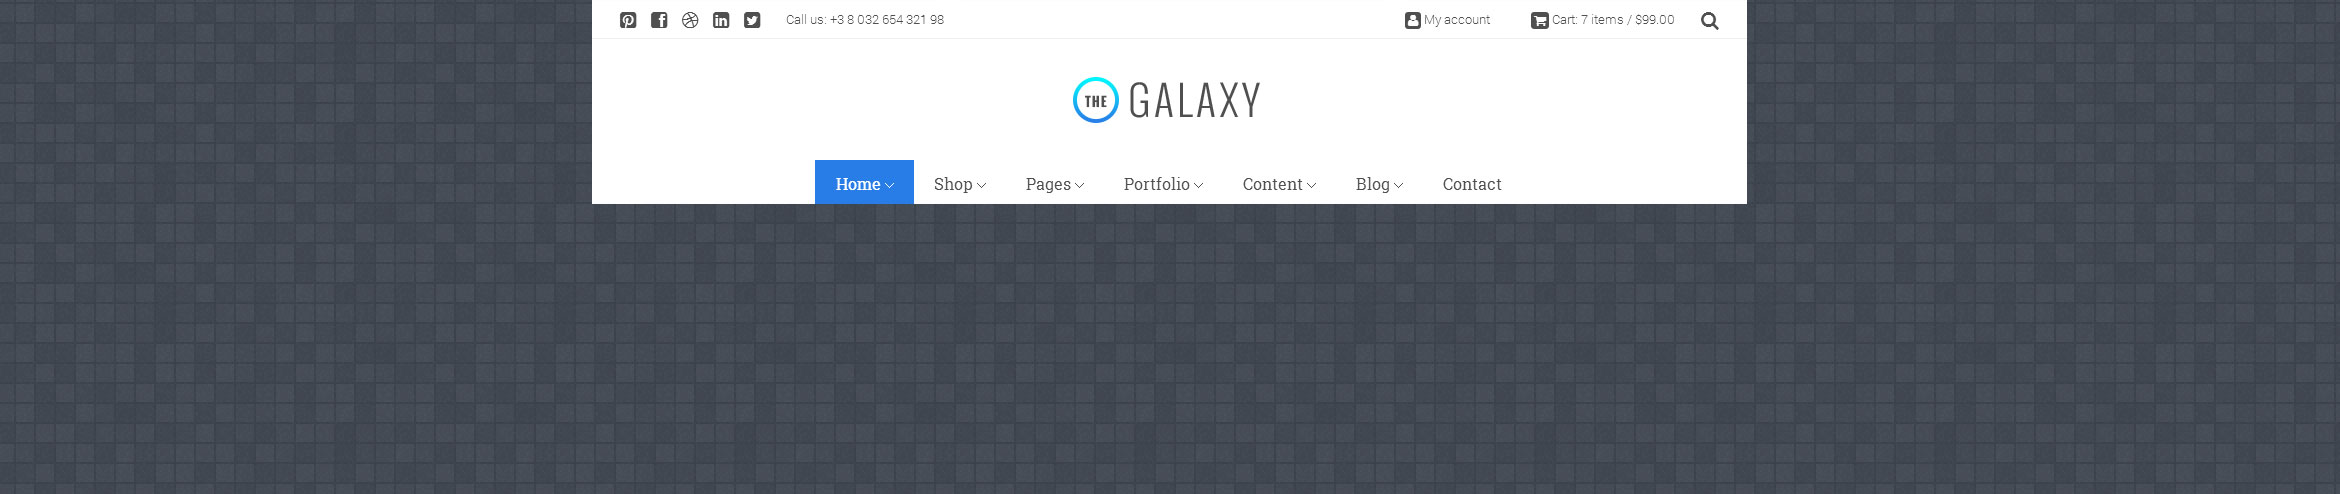 Call us: +3 8 032 654 321 98 My account Cart: 7 items / $99.00
THE GALAXY
Home Shop Pages Portfolio Content Blog Contact